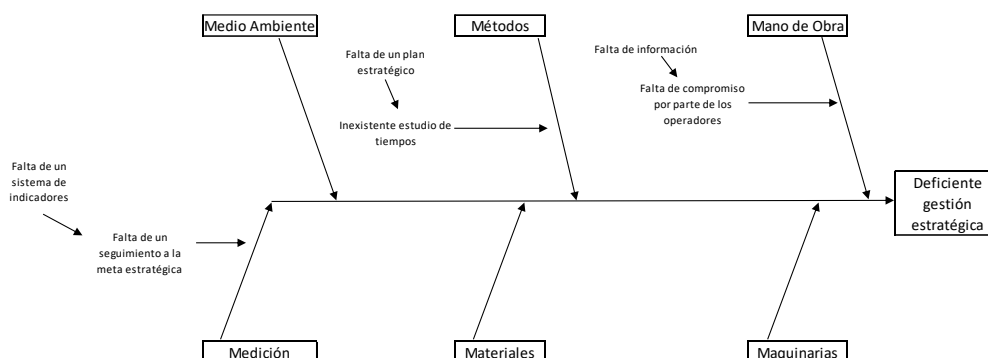 Medio Ambiente
Métodos
Mano de Obra
Falta de un plan
estratégico
Falta de información
Falta de compromiso
por parte de los
operadores
Inexistente estudio de
tiempos
Falta de un
sistema de
indicadores
Deficiente
gestión
estratégica
Falta de un
seguimiento a la
meta estratégica
Medición
Materiales
Maquinarias